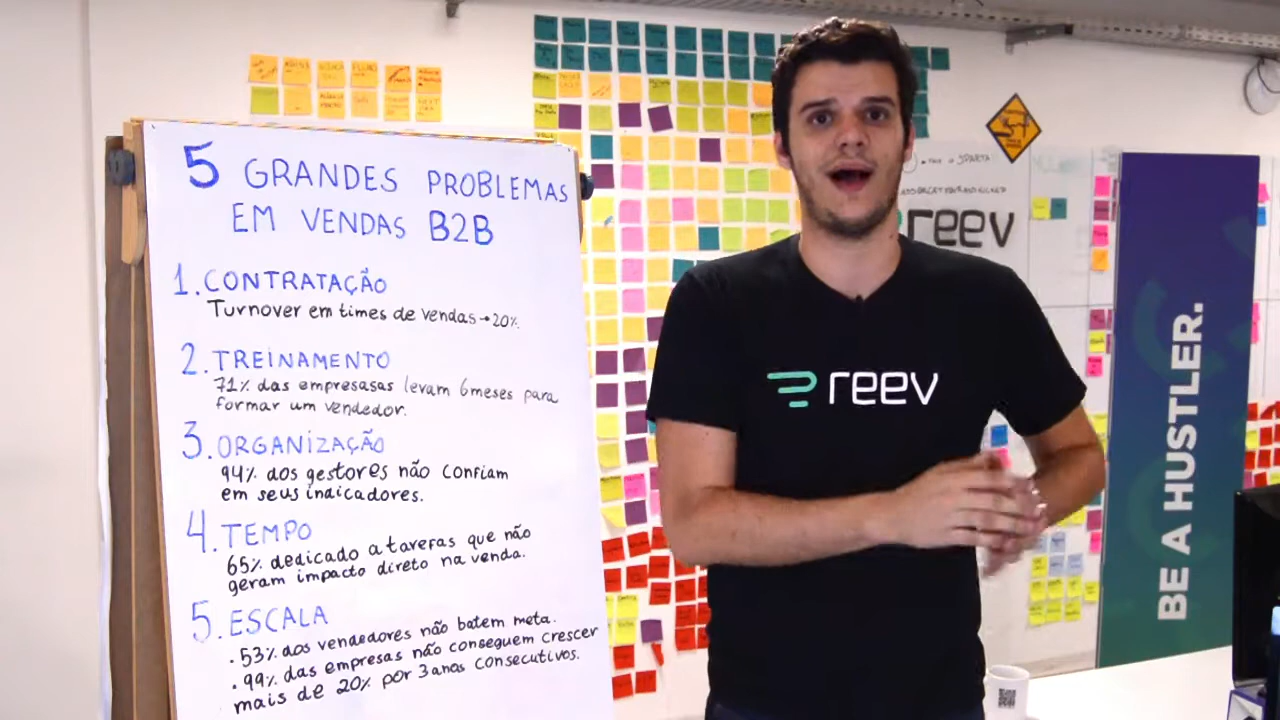 5 GRANDES PROBLEMAS
EM VENDAS B2B
1. CONTRATAÇÃO
Turnover em times de vendas → 20%.
2. TREINAMENTO
71% das empresasas levam 6 meses para
formar um vendedor.
3. ORGANIZAÇÃO
94% dos gestores não confiam
em seus indicadores.
4. TEMPO
65% dedicado a tarefas que não
geram impacto direto na venda.
5. ESCALA
. 53% dos vendedores não batem meta.
. 99% das empresas não conseguem crescer
mais de 20% por 3 anos consecutivos.
reev
reev
BE A HUSTLER.